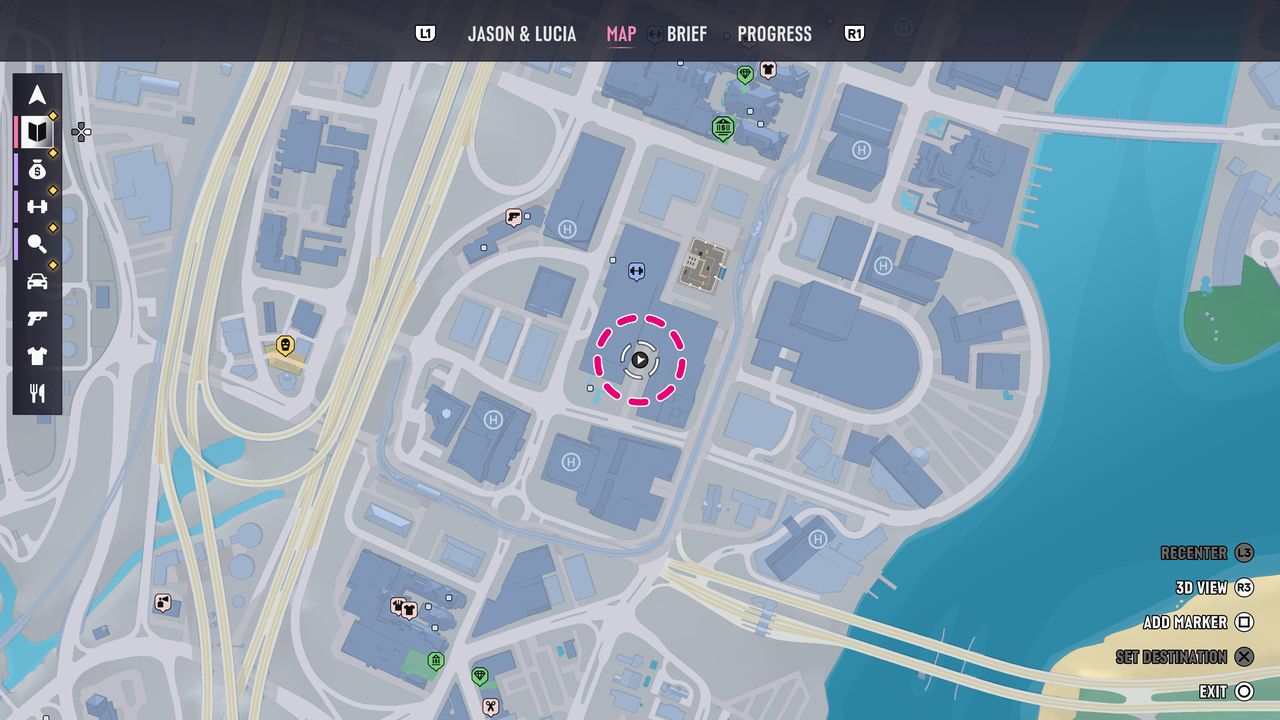 L1 JASON & LUCIA MAP BRIEF PROGRESS R1
H
H
H
H
H
H
H
RECENTER L3
3D VIEW R3
ADD MARKER
SET DESTINATION
EXIT